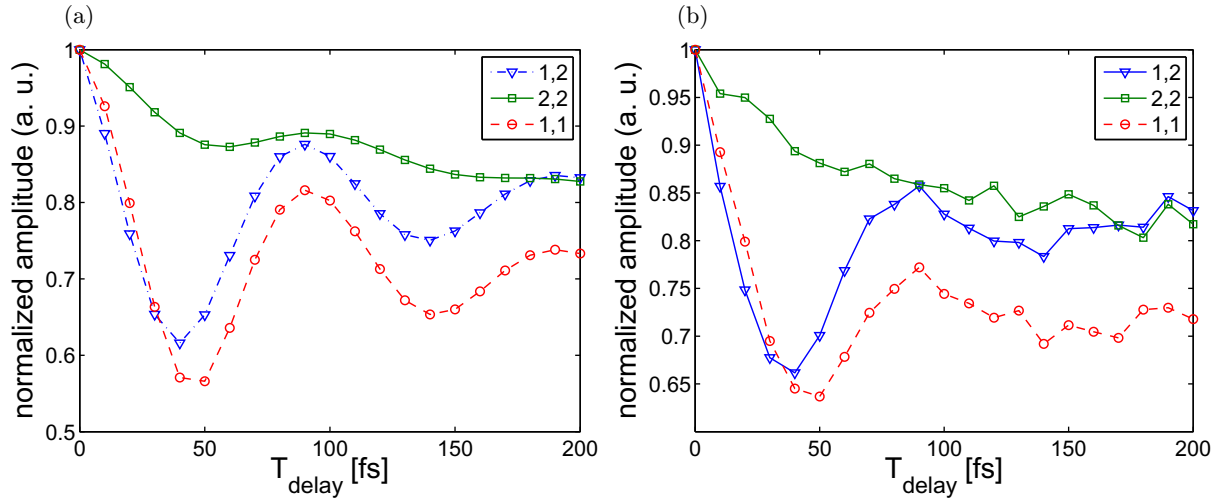 (a)
normalized amplitude (a. u.)
1
0.9
0.8
0.7
0.6
0.5
0 50 100 150 200
T_delay [fs]
1,2
2,2
1,1
(b)
normalized amplitude (a. u.)
1
0.95
0.9
0.85
0.8
0.75
0.7
0.65
0 50 100 150 200
T_delay [fs]
1,2
2,2
1,1